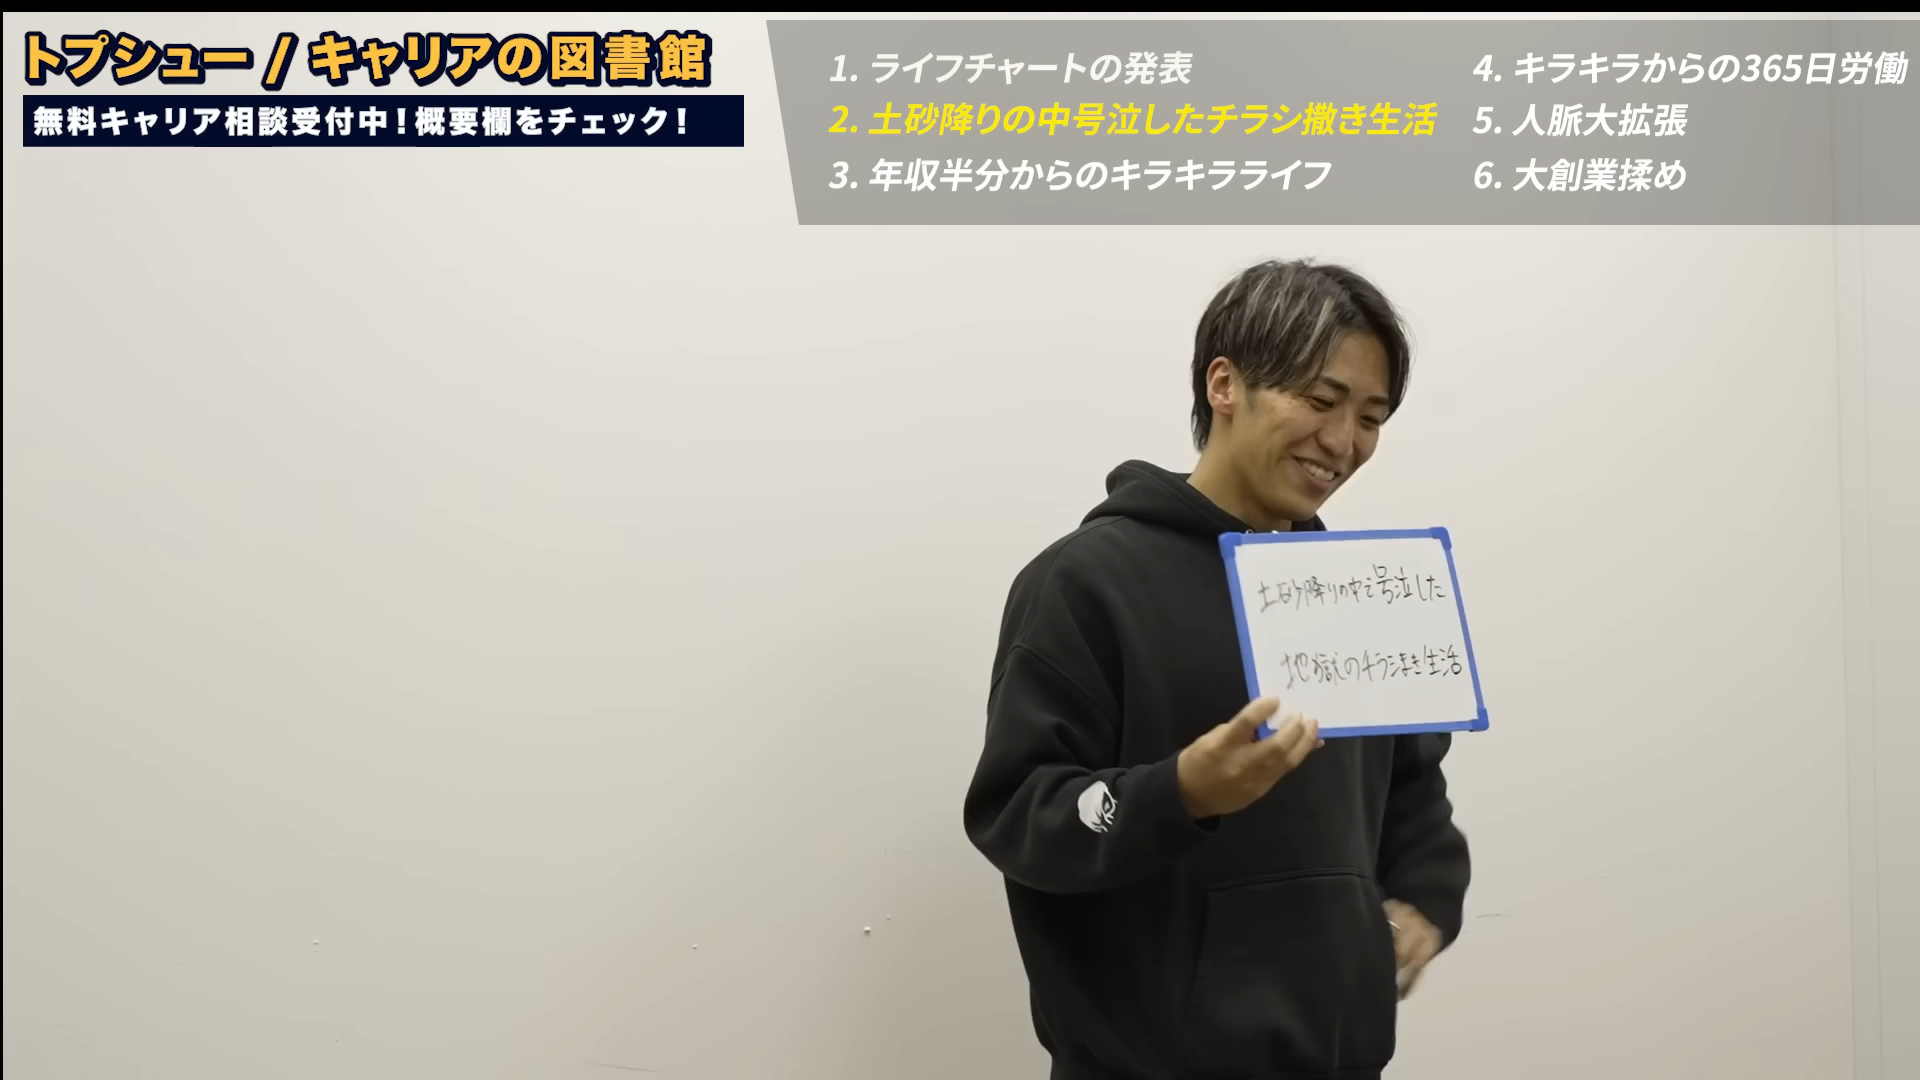 トプシュー / キャリアの図書館
無料キャリア相談受付中！概要欄をチェック！
1. ライフチャートの発表
2. 土砂降りの中号泣したチラシ撒き生活
3. 年収半分からのキラキラライフ
4. キラキラからの365日労働
5. 人脈大拡張
6. 大創業揉め
土砂降りの中で号泣した
地獄のチラシまき生活